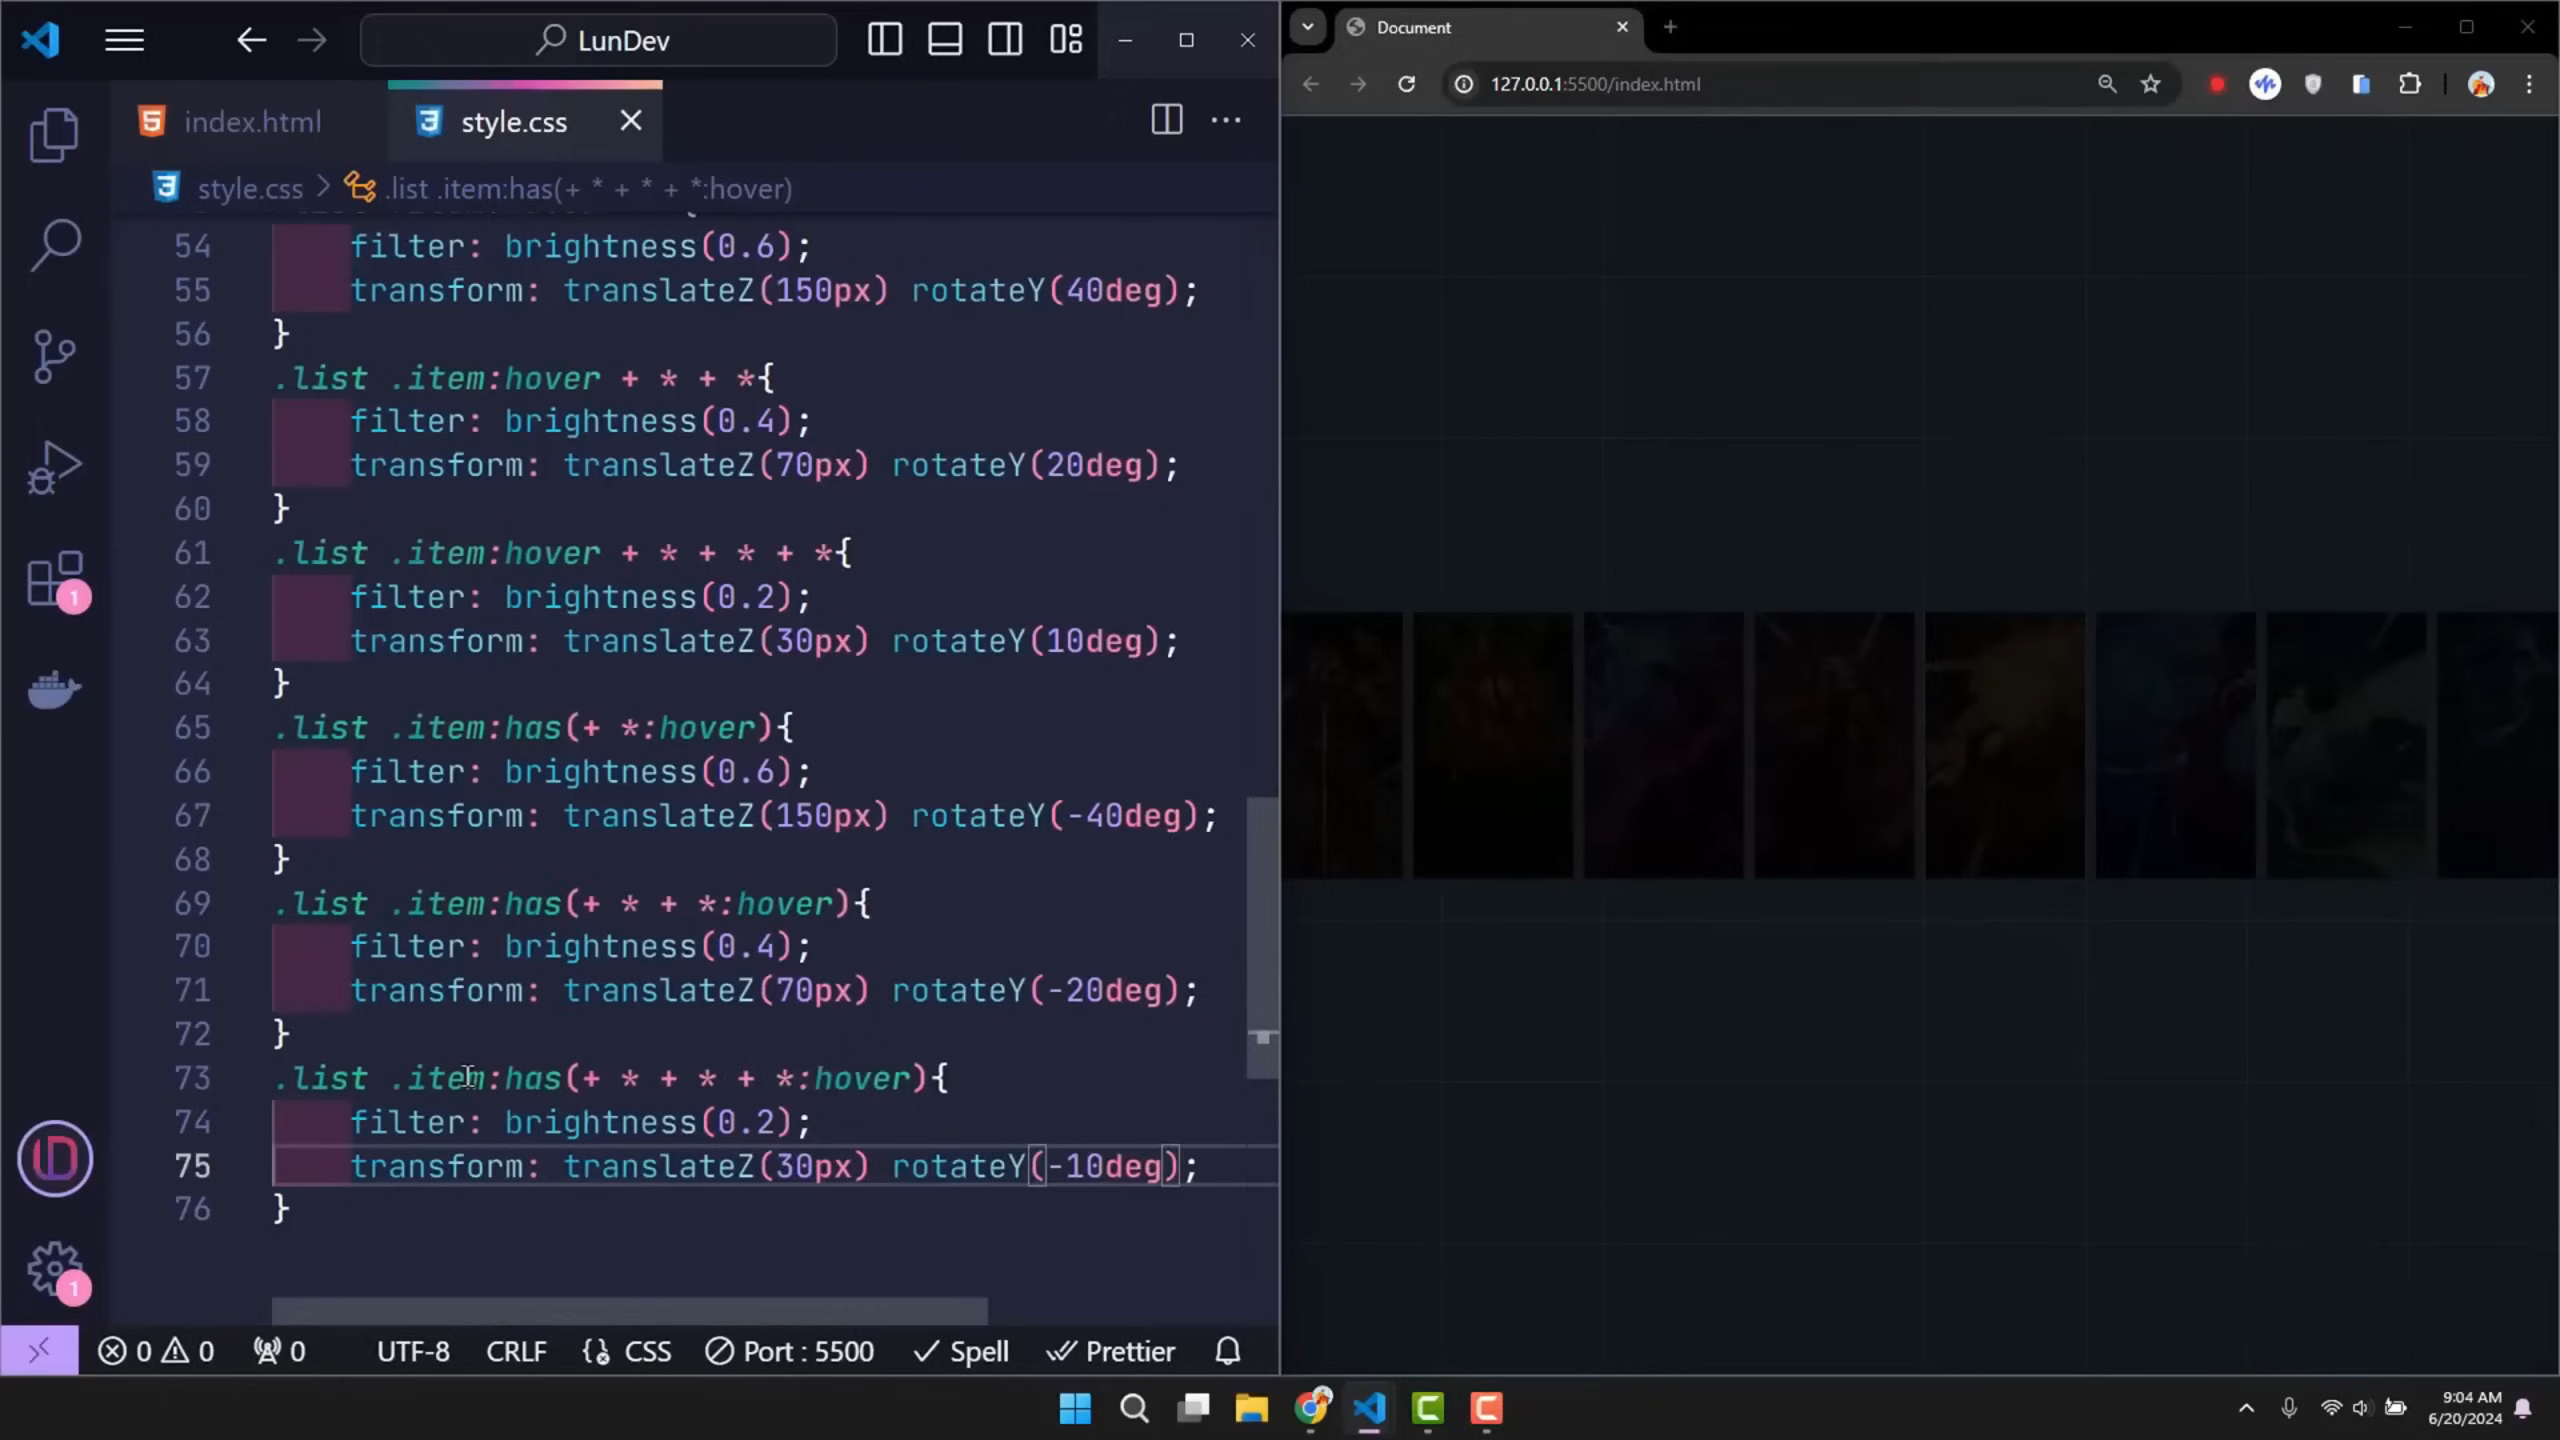 LunDev
index.html
style.css
style.css > .list .item:has(+ * + * + *:hover)
54 filter: brightness(0.6);
55 transform: translateZ(150px) rotateY(40deg);
56 }
57 .list .item:hover + * + *{
58 filter: brightness(0.4);
59 transform: translateZ(70px) rotateY(20deg);
60 }
61 .list .item:hover + * + * + *{
62 filter: brightness(0.2);
63 transform: translateZ(30px) rotateY(10deg);
64 }
65 .list .item:has(+ *:hover){
66 filter: brightness(0.6);
67 transform: translateZ(150px) rotateY(-40deg);
68 }
69 .list .item:has(+ * + *:hover){
70 filter: brightness(0.4);
71 transform: translateZ(70px) rotateY(-20deg);
72 }
73 .list .item:has(+ * + * + *:hover){
74 filter: brightness(0.2);
75 transform: translateZ(30px) rotateY(-10deg);
76 }
1
1
0 0 0 UTF-8 CRLF CSS Port : 5500 Spell Prettier
Document
127.0.0.1:5500/index.html
9:04 AM
6/20/2024